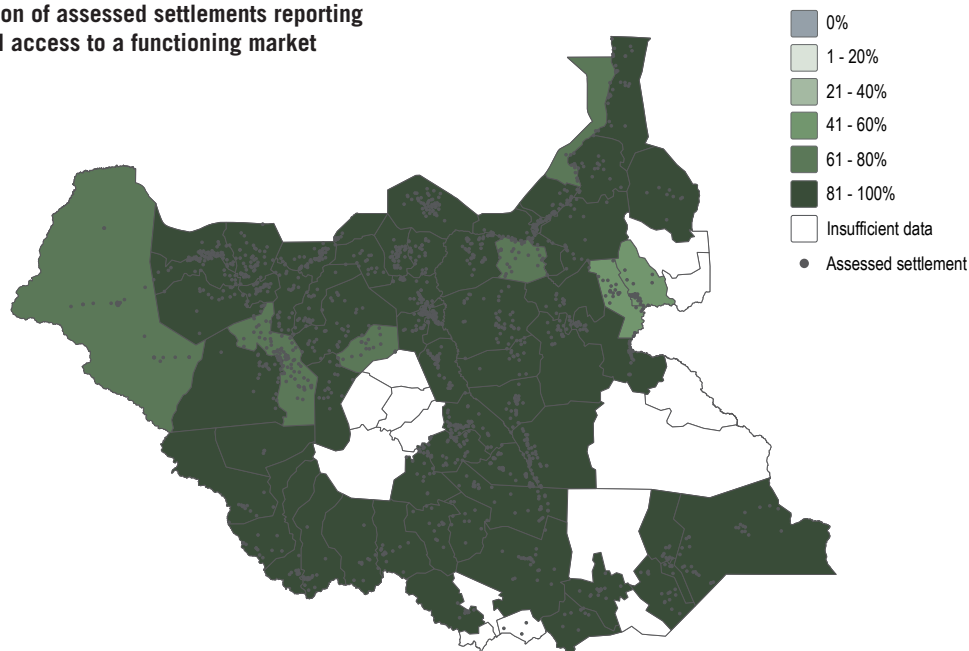 on of assessed settlements reporting
access to a functioning market
0%
1 - 20%
21 - 40%
41 - 60%
61 - 80%
81 - 100%
Insufficient data
Assessed settlement